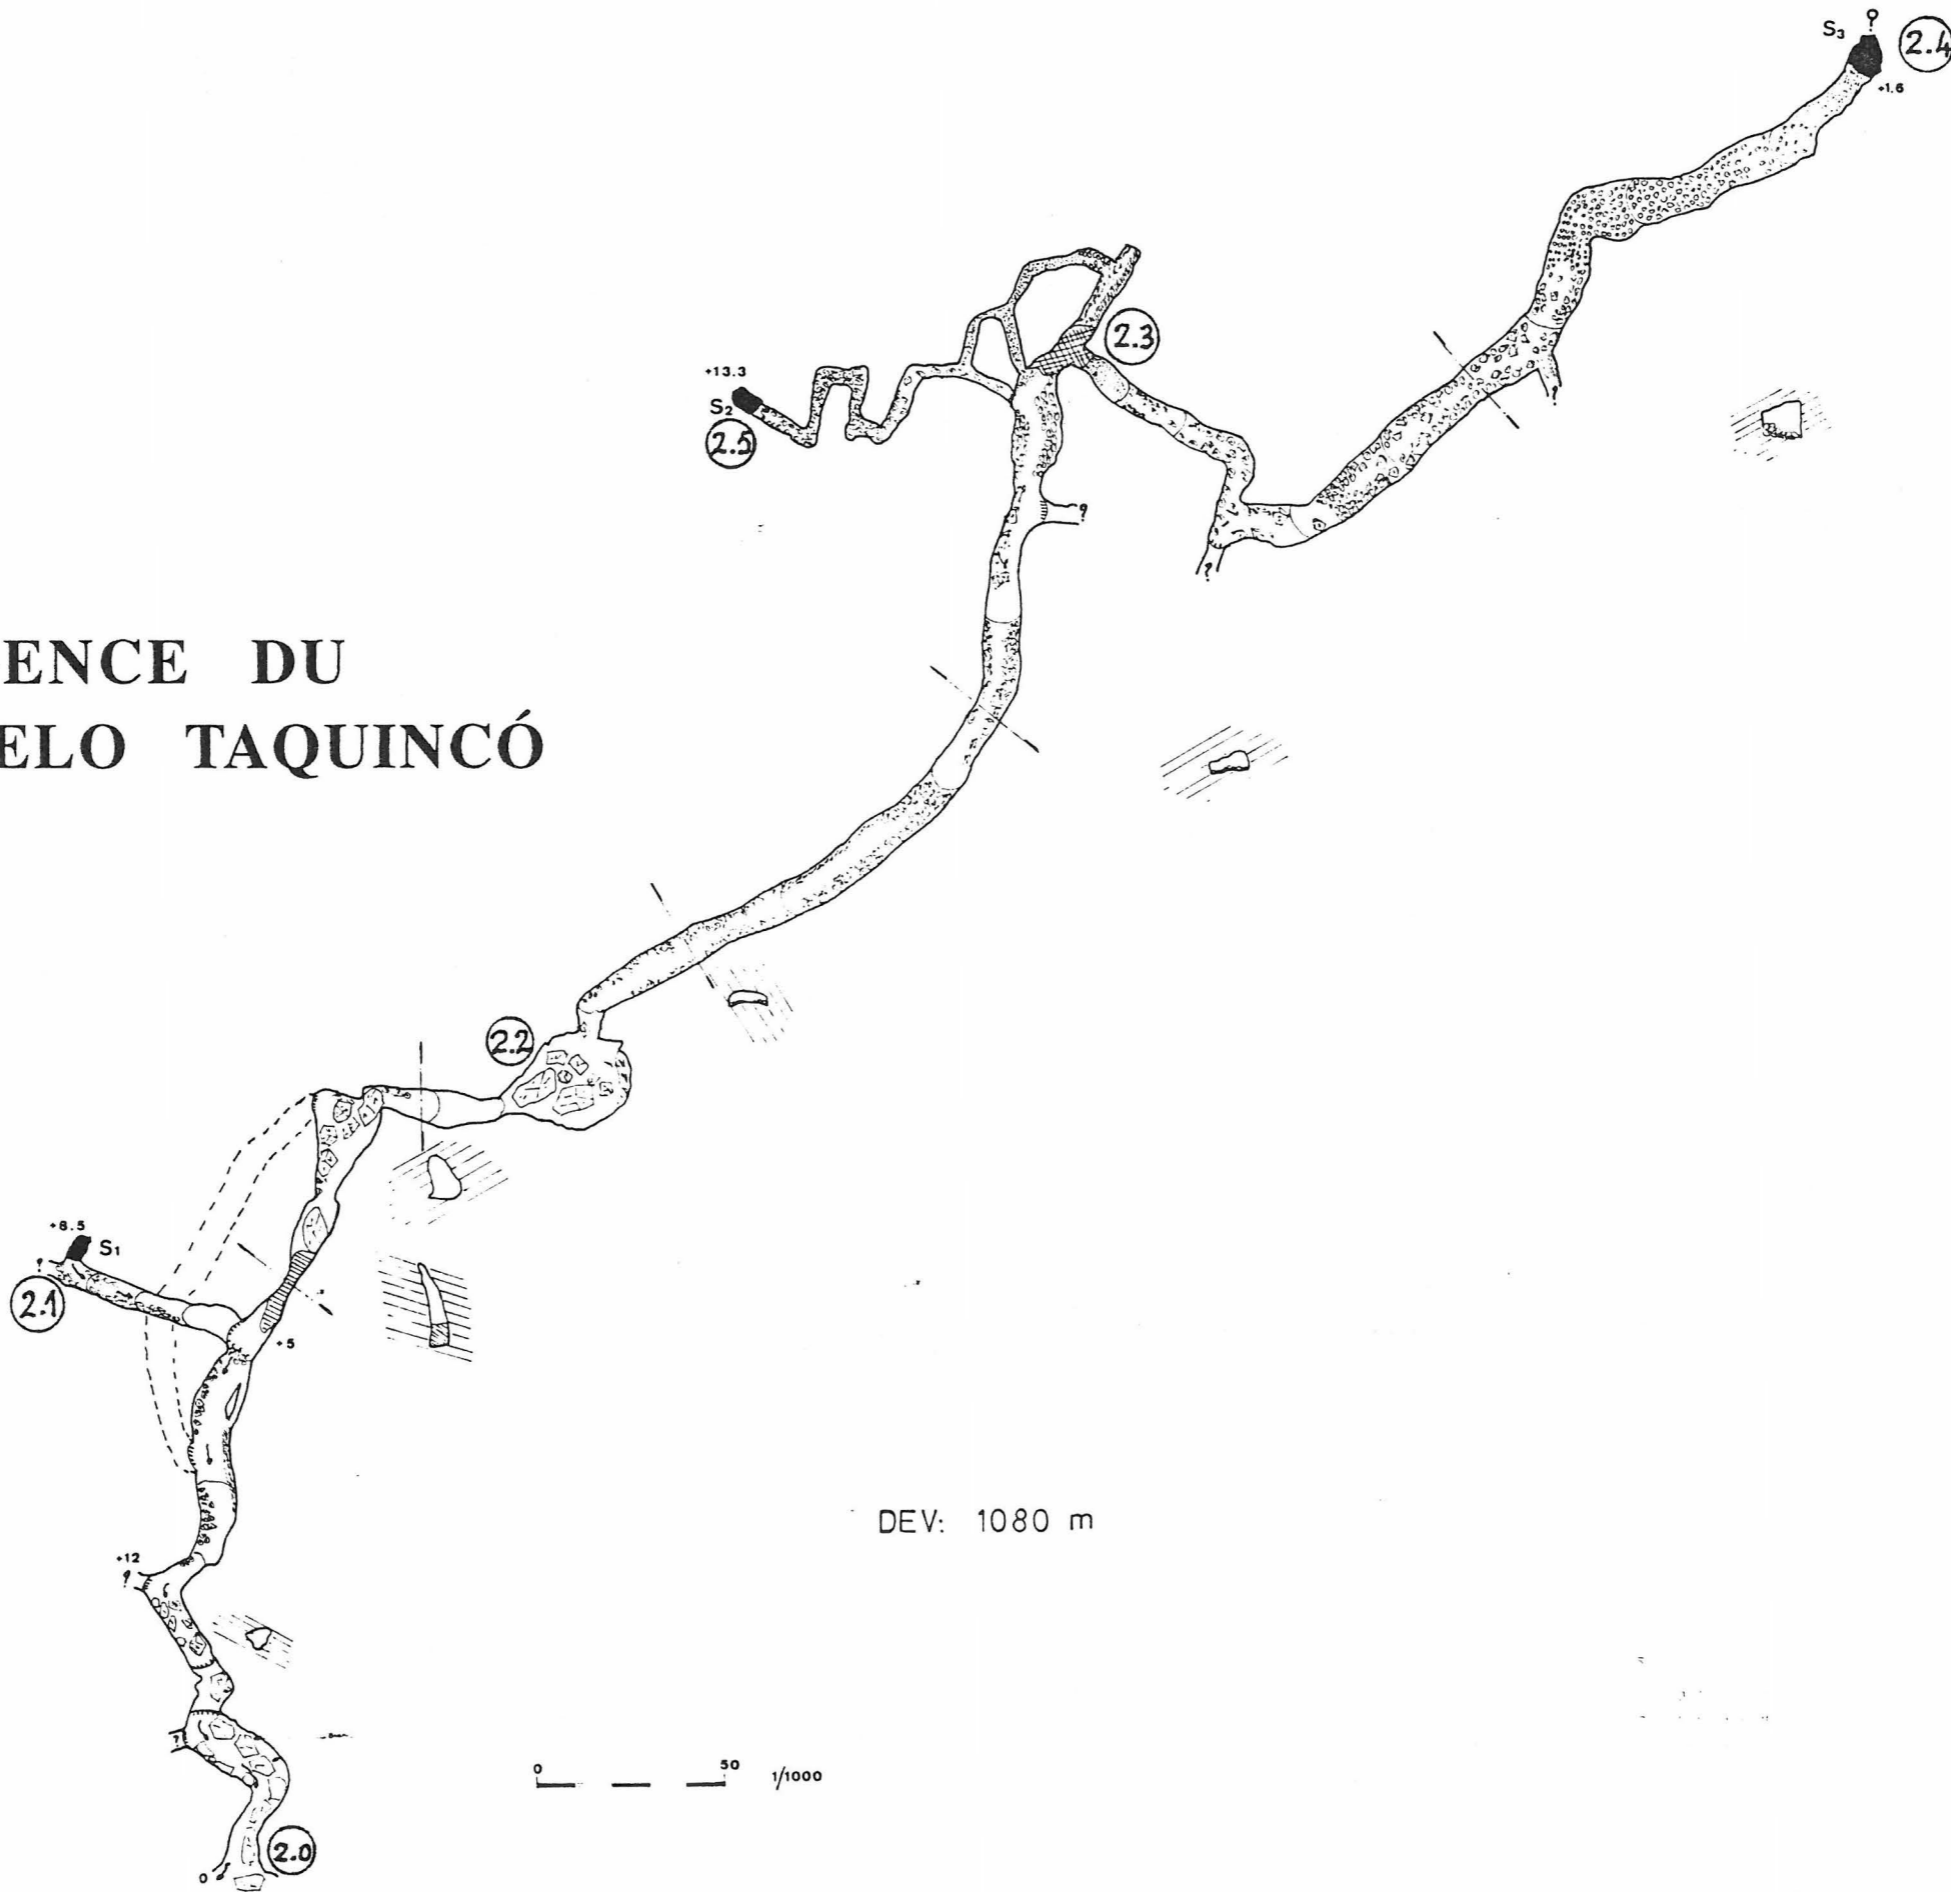 S₃ 2.4
+1.6
2.3
+13.3
S₂
2.5
?
?
?
ENCE DU
ELO TAQUINCÓ
2.2
+8.5
S₁
?
2.1
+5
DEV: 1080 m
+12
?
?
0 50 1/1000
2.0
0